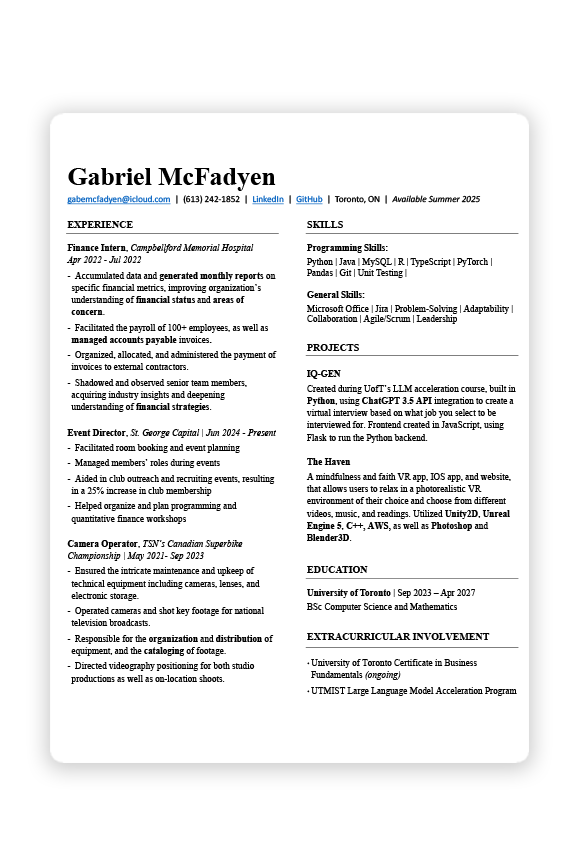 Gabriel McFadyen
gabemcfadyen@icloud.com | (613) 242-1852 | LinkedIn | GitHub | Toronto, ON | Available Summer 2025
EXPERIENCE
Finance Intern, Campbellford Memorial Hospital
Apr 2022 - Jul 2022
- Accumulated data and generated monthly reports on
specific financial metrics, improving organization's
understanding of financial status and areas of
concern.
- Facilitated the payroll of 100+ employees, as well as
managed accounts payable invoices.
- Organized, allocated, and administered the payment of
invoices to external contractors.
- Shadowed and observed senior team members,
acquiring industry insights and deepening
understanding of financial strategies.
Event Director, St. George Capital | Jun 2024 - Present
- Facilitated room booking and event planning
- Managed members' roles during events
- Aided in club outreach and recruiting events, resulting
in a 25% increase in club membership
- Helped organize and plan programming and
quantitative finance workshops
Camera Operator, TSN's Canadian Superbike
Championship | May 2021- Sep 2023
- Ensured the intricate maintenance and upkeep of
technical equipment including cameras, lenses, and
electronic storage.
- Operated cameras and shot key footage for national
television broadcasts.
- Responsible for the organization and distribution of
equipment, and the cataloging of footage.
- Directed videography positioning for both studio
productions as well as on-location shoots.
SKILLS
Programming Skills:
Python | Java | MySQL | R | TypeScript | PyTorch |
Pandas | Git | Unit Testing |
General Skills:
Microsoft Office | Jira | Problem-Solving | Adaptability |
Collaboration | Agile/Scrum | Leadership
PROJECTS
IQ-GEN
Created during UofT's LLM acceleration course, built in
Python, using ChatGPT 3.5 API integration to create a
virtual interview based on what job you select to be
interviewed for. Frontend created in JavaScript, using
Flask to run the Python backend.
The Haven
A mindfulness and faith VR app, IOS app, and website,
that allows users to relax in a photorealistic VR
environment of their choice and choose from different
videos, music, and readings. Utilized Unity2D, Unreal
Engine 5, C++, AWS, as well as Photoshop and
Blender3D.
EDUCATION
University of Toronto | Sep 2023 – Apr 2027
BSc Computer Science and Mathematics
EXTRACURRICULAR INVOLVEMENT
· University of Toronto Certificate in Business
Fundamentals (ongoing)
· UTMIST Large Language Model Acceleration Program